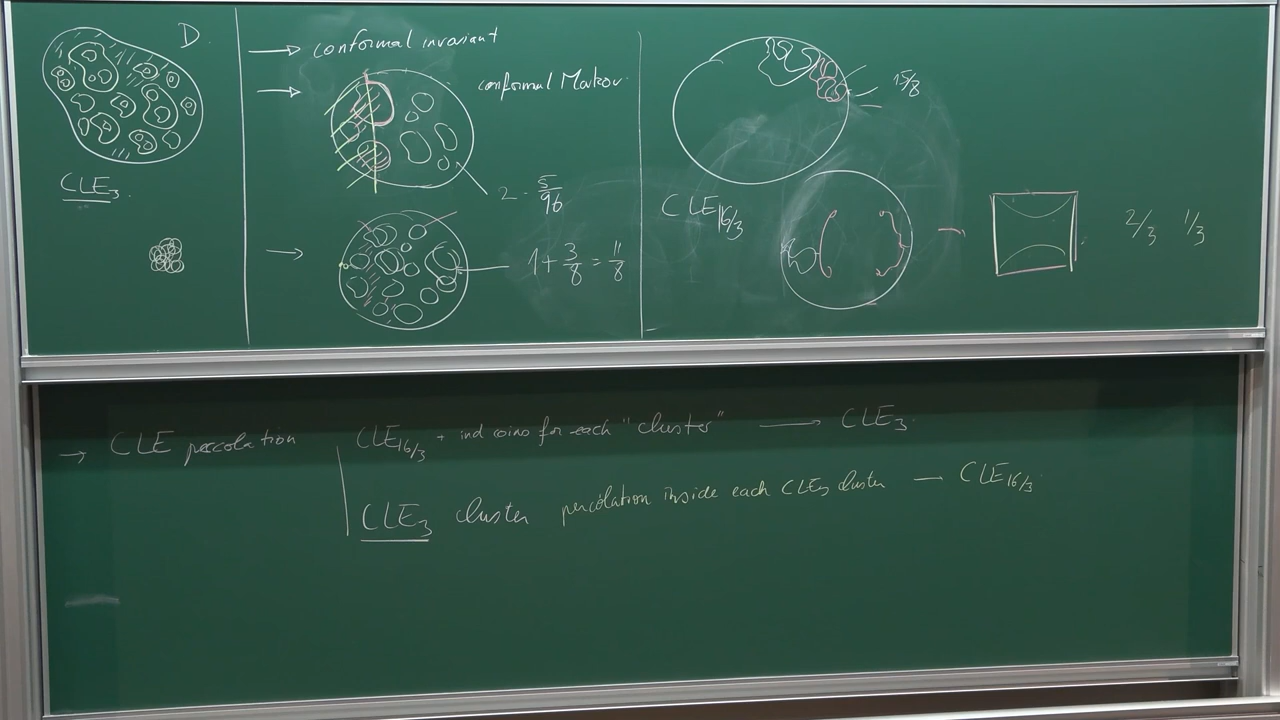 D.
CLE₃.
→ conformal invariant
→ conformal Markov.
2 - 5/96
→ 1 + 3/8 = 11/8
15/8
CLE₁₆/₃
2/3 1/3
→ CLE percolation
CLE₁₆/₃ + ind coins for each "cluster" — CLE₃.
CLE₃ cluster percolation inside each CLE₃ cluster — CLE₁₆/₃.